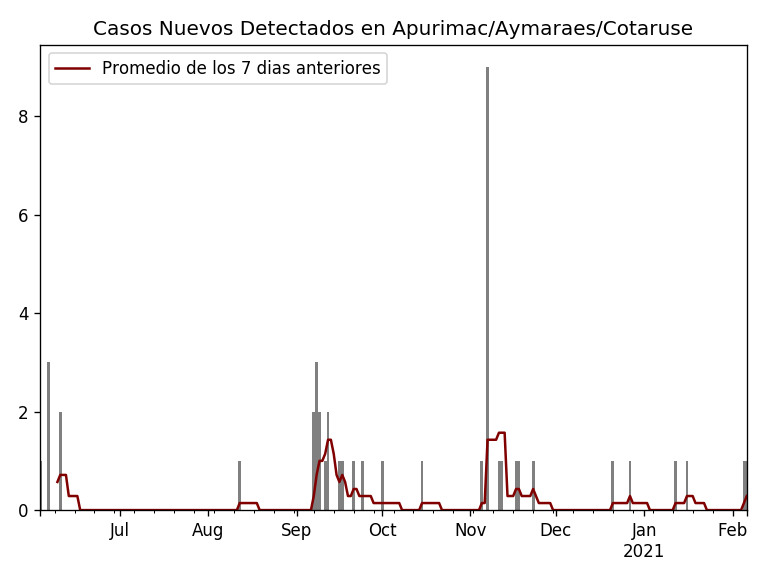 Casos Nuevos Detectados en Apurimac/Aymaraes/Cotaruse
Promedio de los 7 dias anteriores
8
6
4
2
0
Jul Aug Sep Oct Nov Dec Jan Feb
2021